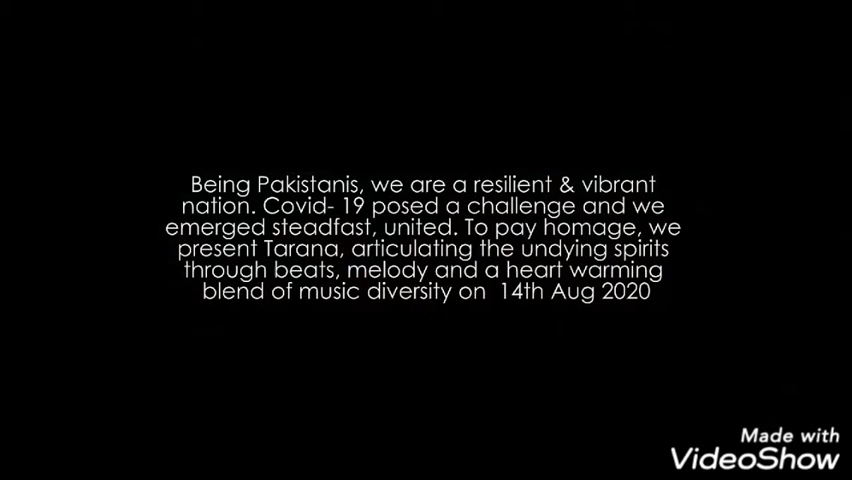 Being Pakistanis, we are a resilient & vibrant
nation. Covid- 19 posed a challenge and we
emerged steadfast, united. To pay homage, we
present Tarana, articulating the undying spirits
through beats, melody and a heart warming
blend of music diversity on 14th Aug 2020
Made with
VideoShow